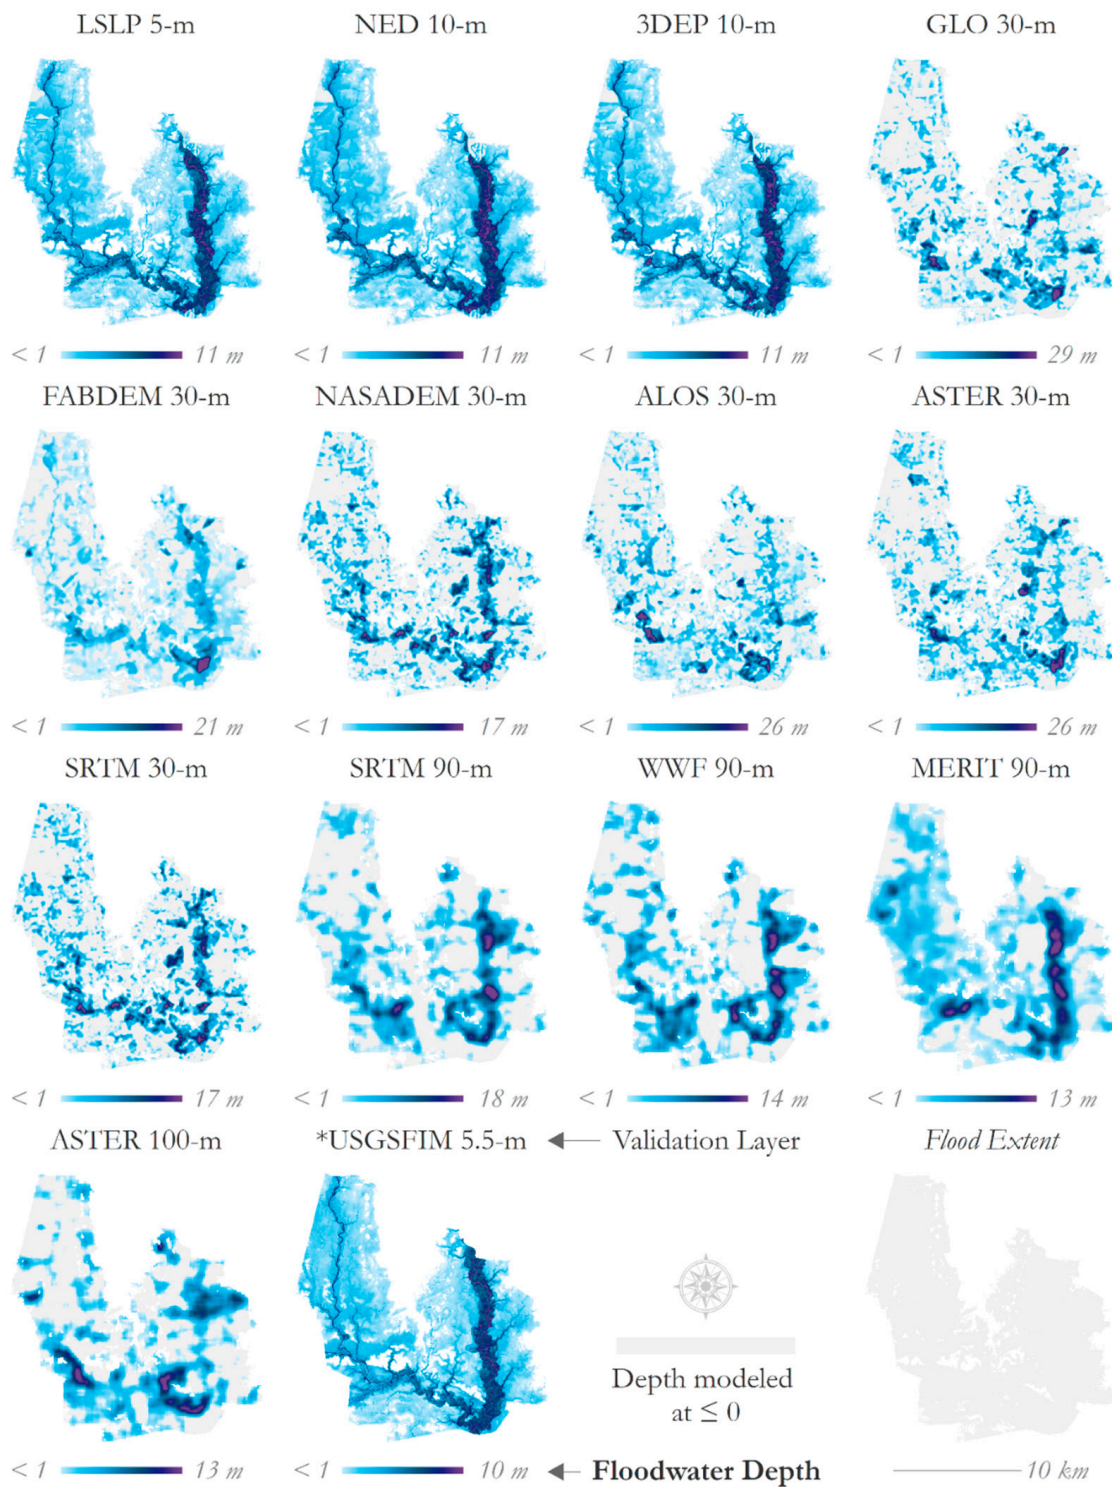 LSLP 5-m NED 10-m 3DEP 10-m GLO 30-m
< 1 11 m < 1 11 m < 1 11 m < 1 29 m
FABDEM 30-m NASADEM 30-m ALOS 30-m ASTER 30-m
< 1 21 m < 1 17 m < 1 26 m < 1 26 m
SRTM 30-m SRTM 90-m WWF 90-m MERIT 90-m
< 1 17 m < 1 18 m < 1 14 m < 1 13 m
ASTER 100-m *USGSFIM 5.5-m Validation Layer Flood Extent
Depth modeled
at ≤ 0
< 1 13 m < 1 10 m Floodwater Depth 10 km